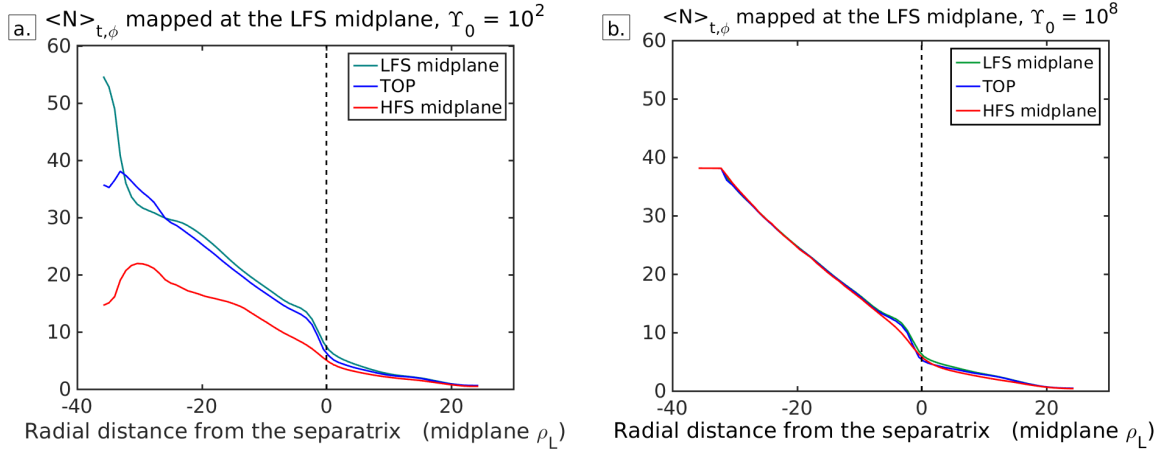 a. <N>t,ϕ mapped at the LFS midplane, ϒ0 = 10^2
60
50
40
30
20
10
0
LFS midplane
TOP
HFS midplane
-40 -20 0 20
Radial distance from the separatrix (midplane ρL)
b. <N>t,ϕ mapped at the LFS midplane, ϒ0 = 10^8
60
50
40
30
20
10
0
LFS midplane
TOP
HFS midplane
-40 -20 0 20
Radial distance from the separatrix (midplane ρL)